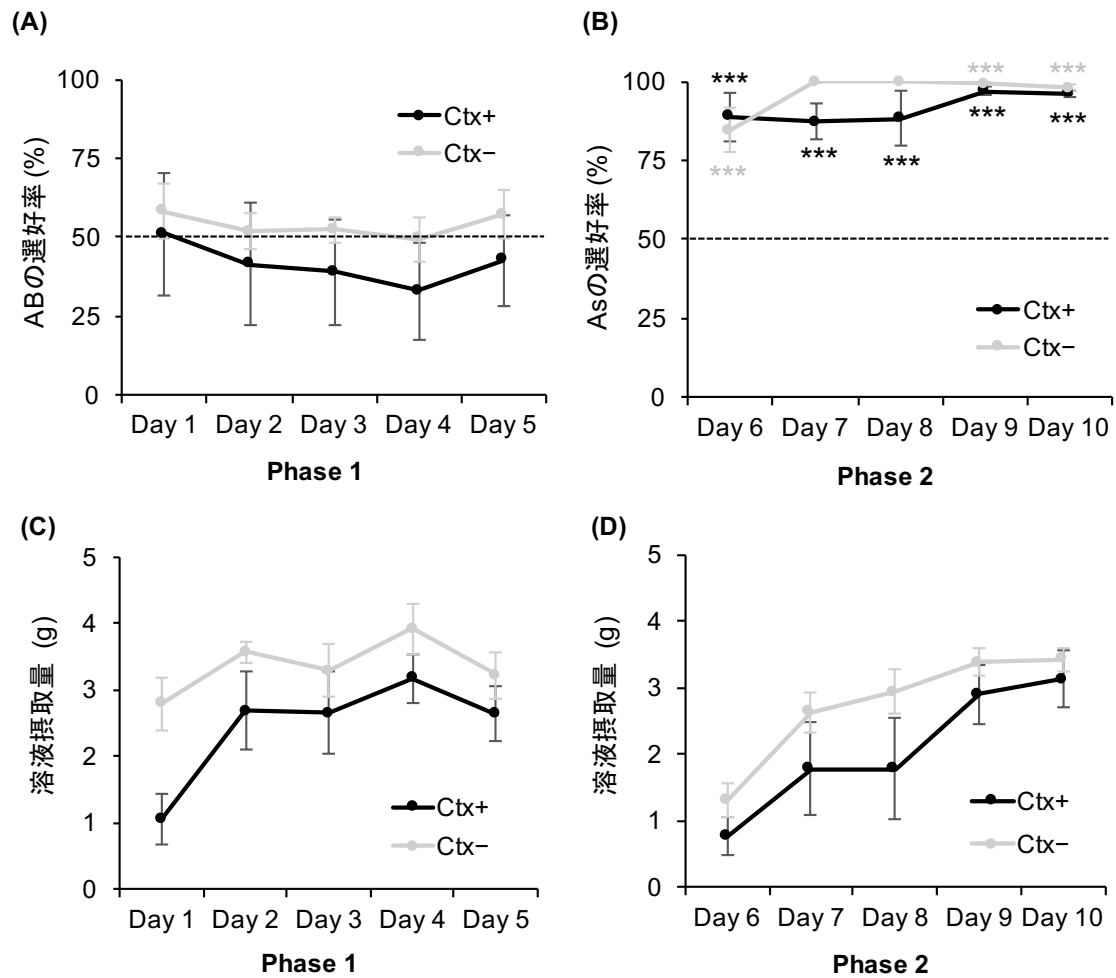 (A)
100
75
50
25
0
ABの選好率 (%)
Ctx+
Ctx−
Day 1 Day 2 Day 3 Day 4 Day 5
Phase 1
(B)
100
75
50
25
0
Asの選好率 (%)
***
***
***
***
***
***
***
***
Ctx+
Ctx−
Day 6 Day 7 Day 8 Day 9 Day 10
Phase 2
(C)
5
4
3
2
1
0
溶液摂取量 (g)
Ctx+
Ctx−
Day 1 Day 2 Day 3 Day 4 Day 5
Phase 1
(D)
5
4
3
2
1
0
溶液摂取量 (g)
Ctx+
Ctx−
Day 6 Day 7 Day 8 Day 9 Day 10
Phase 2